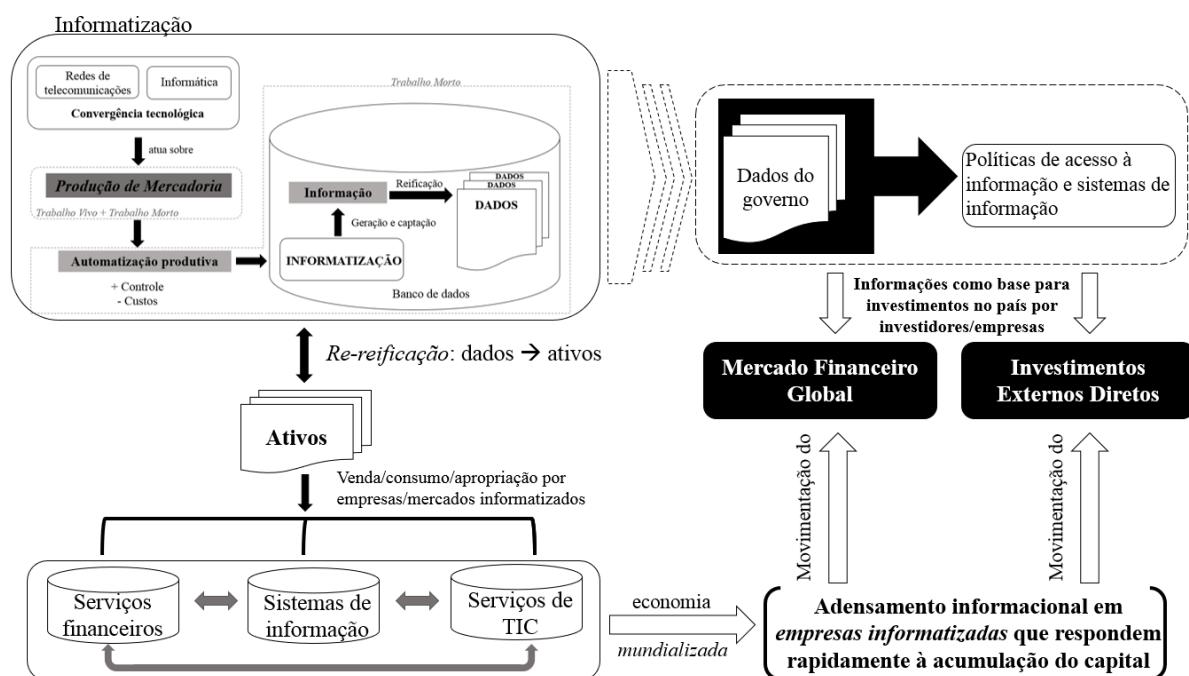 Informatização
Redes de
telecomunicações
Informática
Convergência tecnológica
atua sobre
Produção de Mercadoria
Trabalho Vivo + Trabalho Morto
Automatização produtiva
+ Controle
- Custos
Trabalho Morto
Informação
Reificação
DADOS
DADOS
DADOS
Geração e captação
INFORMATIZAÇÃO
Banco de dados
Dados do
governo
Políticas de acesso à
informação e sistemas de
informação
Informações como base para
investimentos no país por
investidores/empresas
Mercado Financeiro
Global
Investimentos
Externos Diretos
Re-reificação: dados → ativos
Ativos
Venda/consumo/apropriação por
empresas/mercados informatizados
Serviços
financeiros
Sistemas de
informação
Serviços de
TIC
economia
mundializada
Movimentação do
Movimentação do
Adensamento informacional em
empresas informatizadas que respondem
rapidamente à acumulação do capital